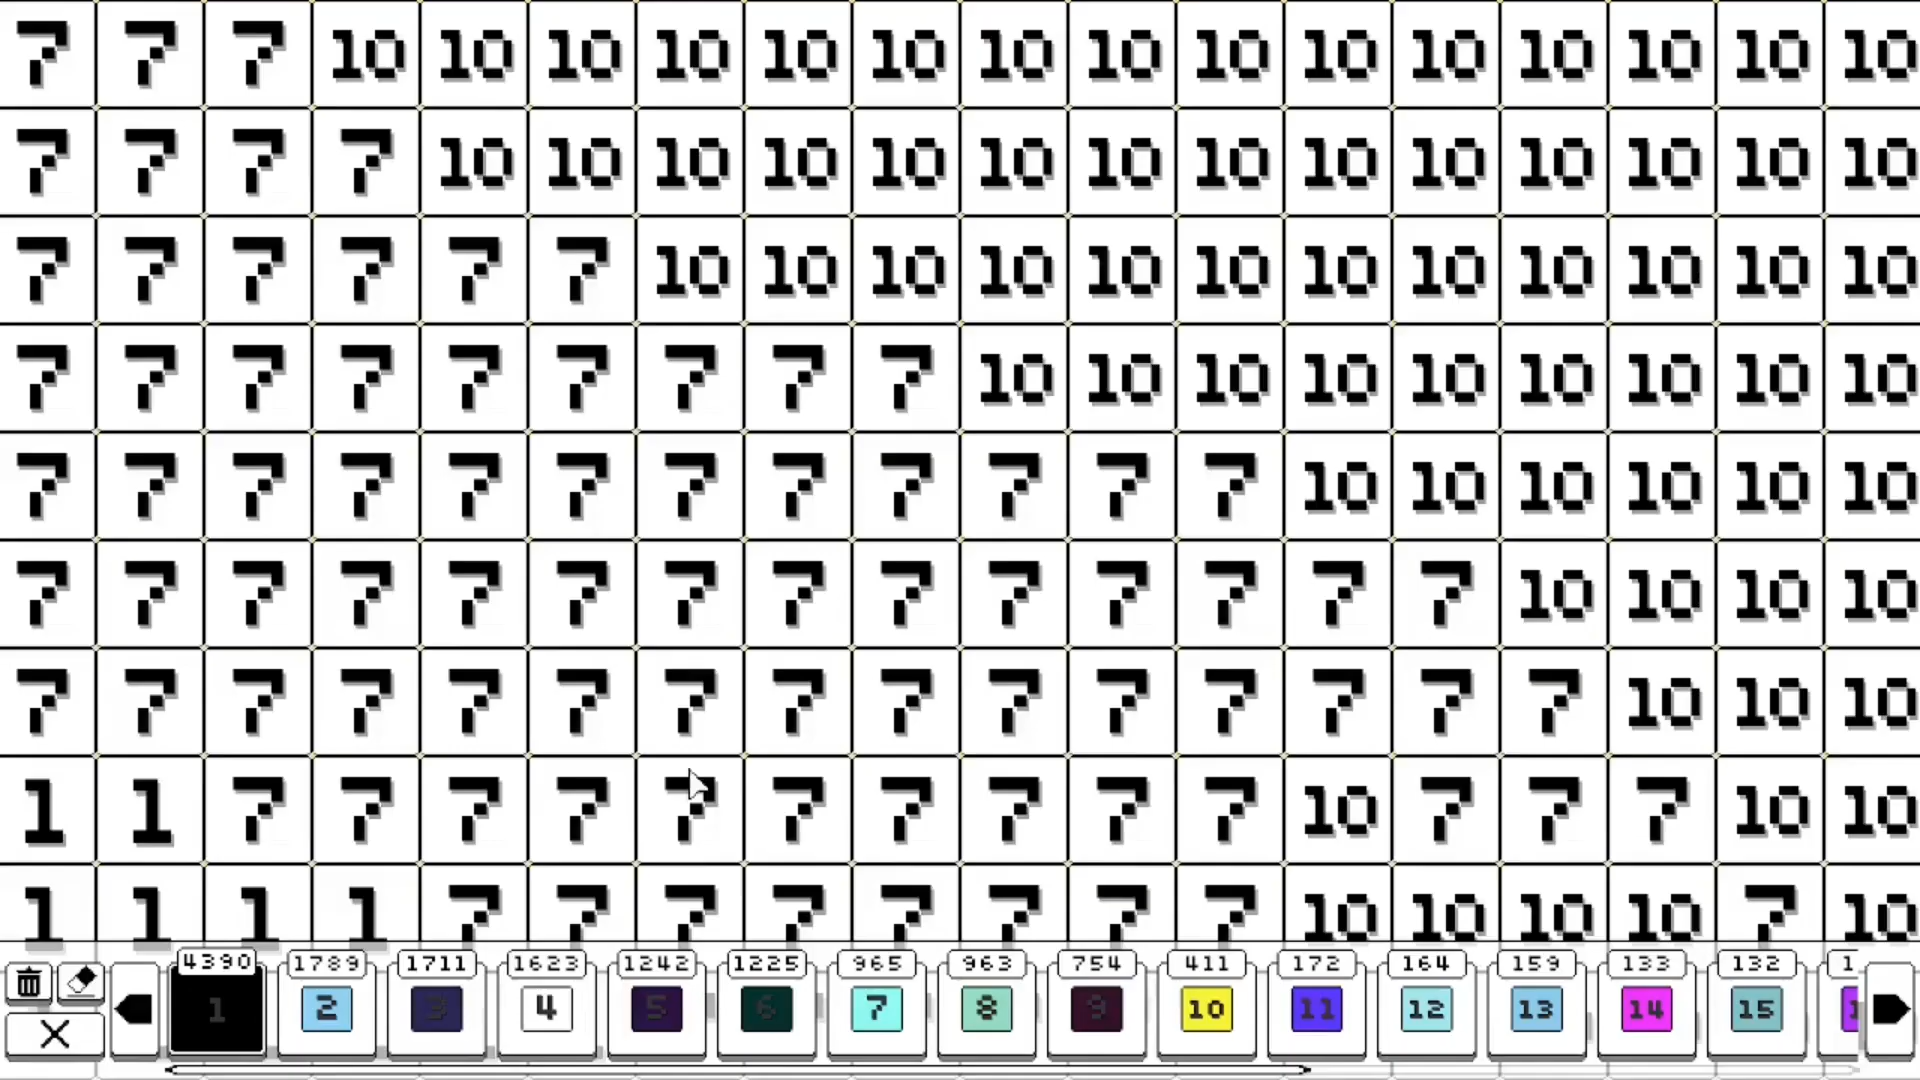 7 7 7 10 10 10 10 10 10 10 10 10 10 10 10 10 10 10
7 7 7 7 10 10 10 10 10 10 10 10 10 10 10 10 10 10
7 7 7 7 7 7 10 10 10 10 10 10 10 10 10 10 10 10
7 7 7 7 7 7 7 7 7 10 10 10 10 10 10 10 10 10
7 7 7 7 7 7 7 7 7 7 7 7 10 10 10 10 10 10
7 7 7 7 7 7 7 7 7 7 7 7 7 7 10 10 10 10
7 7 7 7 7 7 7 7 7 7 7 7 7 7 7 10 10 10
1 1 7 7 7 7 7 7 7 7 7 7 10 7 7 7 10 10
1 1 1 1 7 7 7 7 7 7 7 7 10 10 10 10 7 10
4390 1789 1711 1623 1242 1225 965 963 754 411 172 164 159 133 132
1 2 3 4 5 6 7 8 9 10 11 12 13 14 15